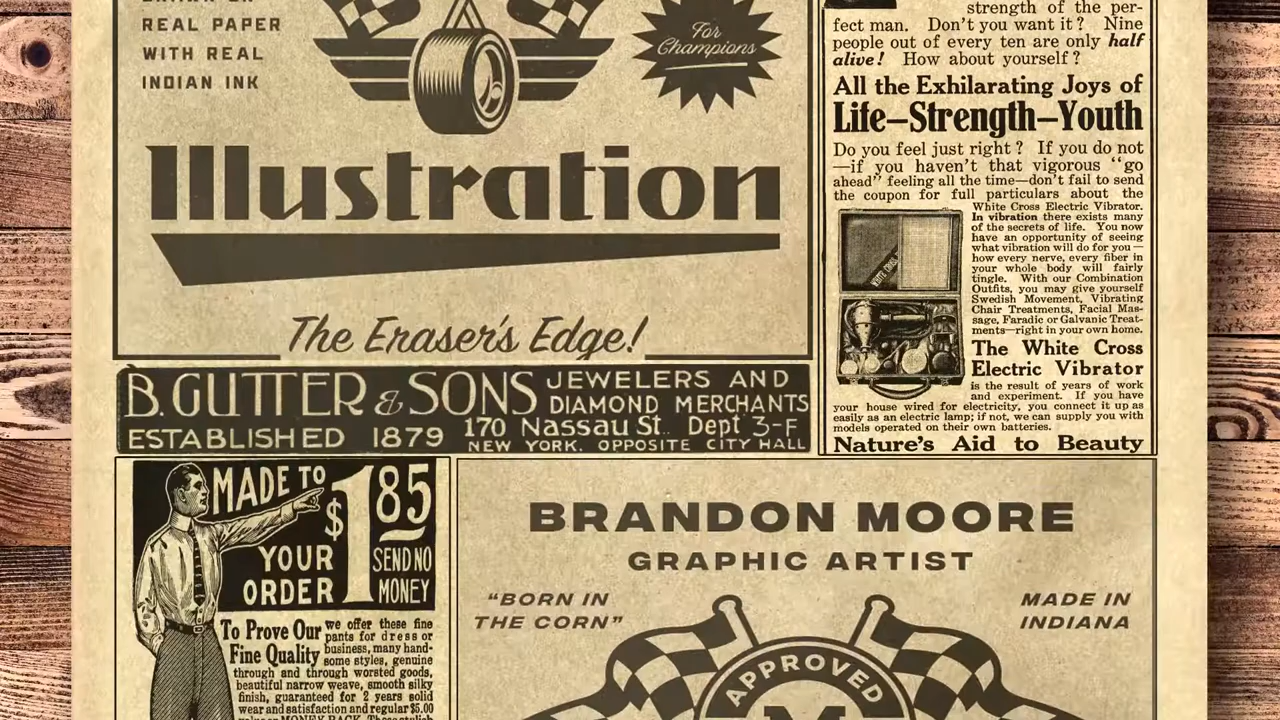 REAL PAPER
WITH REAL
INDIAN INK
For
Champions
Illustration
The Eraser's Edge!
strength of the per-
fect man. Don't you want it? Nine
people out of every ten are only half
alive! How about yourself?
All the Exhilarating Joys of
Life—Strength—Youth
Do you feel just right? If you do not
—if you haven't that vigorous "go
ahead" feeling all the time—don't fail to send
the coupon for full particulars about the
White Cross Electric Vibrator.
In vibration there exists many
of the secrets of life. You now
have an opportunity of seeing
what vibration will do for you—
how every nerve, every fiber in
your whole body will fairly
tingle. With our Combination
Outfits, you may give yourself
Swedish Movement, Vibrating
Chair Treatments, Facial Mas-
sage, Faradic or Galvanic Treat-
ments—right in your own home.
WHITE CROSS
The White Cross
Electric Vibrator
is the result of years of work
and experiment. If you have
your house wired for electricity, you connect it up as
easily as an electric lamp; if not, we can supply you with
models operated on their own batteries.
Nature's Aid to Beauty
B. GUTTER & SONS JEWELERS AND
DIAMOND MERCHANTS
ESTABLISHED 1879 170 Nassau St. Dept 3-F
NEW YORK. OPPOSITE CITY HALL
MADE TO
YOUR
ORDER
$1.85
SEND NO
MONEY
To Prove Our
Fine Quality
we offer these fine
pants for dress or
business, many hand-
some styles, genuine
through and through worsted goods,
beautiful narrow weave, smooth silky
finish, guaranteed for 2 years solid
wear and satisfaction and regular $5.00
BRANDON MOORE
GRAPHIC ARTIST
"BORN IN
THE CORN"
MADE IN
INDIANA
APPROVED